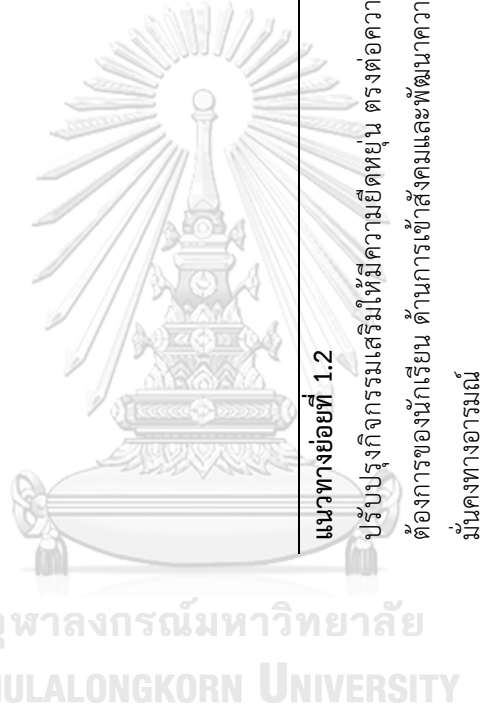 แนวทางย่อยที่ 1.2
ปรับปรุงกิจกรรมเสริมให้มีความยืดหยุ่น ตรงต่อควา
ต้องการของนักเรียน ด้านการเข้าสังคมและพัฒนาควา
มั่นคงทางอารมณ์
ุฬาลงกรณ์มหาวิทยาลัย
HULALONGKORN UNIVERSITY